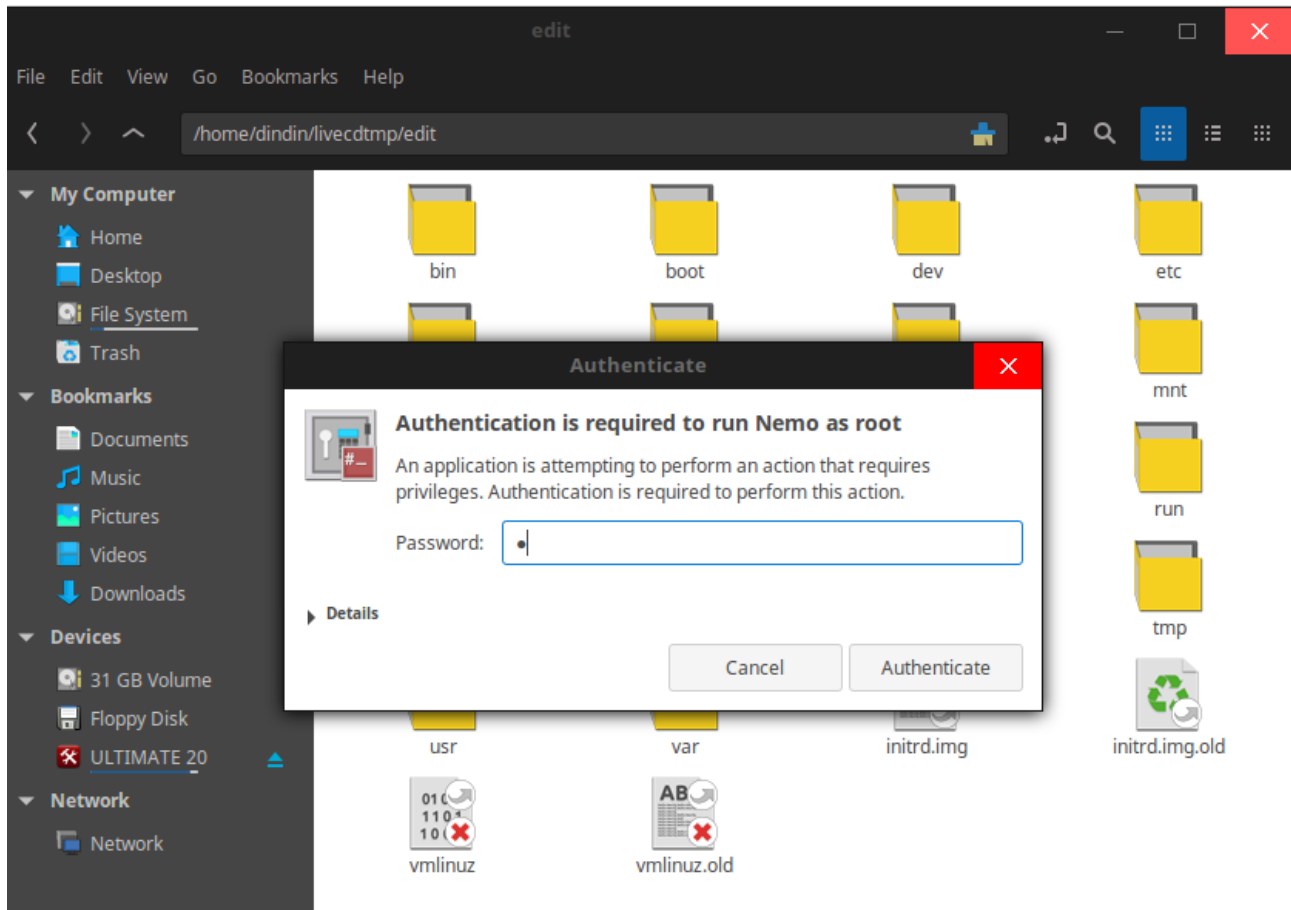 edit
File Edit View Go Bookmarks Help
/home/dindin/livecdtmp/edit
My Computer
Home
Desktop
File System
Trash
Bookmarks
Documents
Music
Pictures
Videos
Downloads
Devices
31 GB Volume
Floppy Disk
ULTIMATE 20
Network
Network
bin boot dev etc
mnt
run
tmp
usr var initrd.img initrd.img.old
vmlinuz vmlinuz.old
Authenticate
#_
Authentication is required to run Nemo as root
An application is attempting to perform an action that requires
privileges. Authentication is required to perform this action.
Password: •
Details
Cancel Authenticate